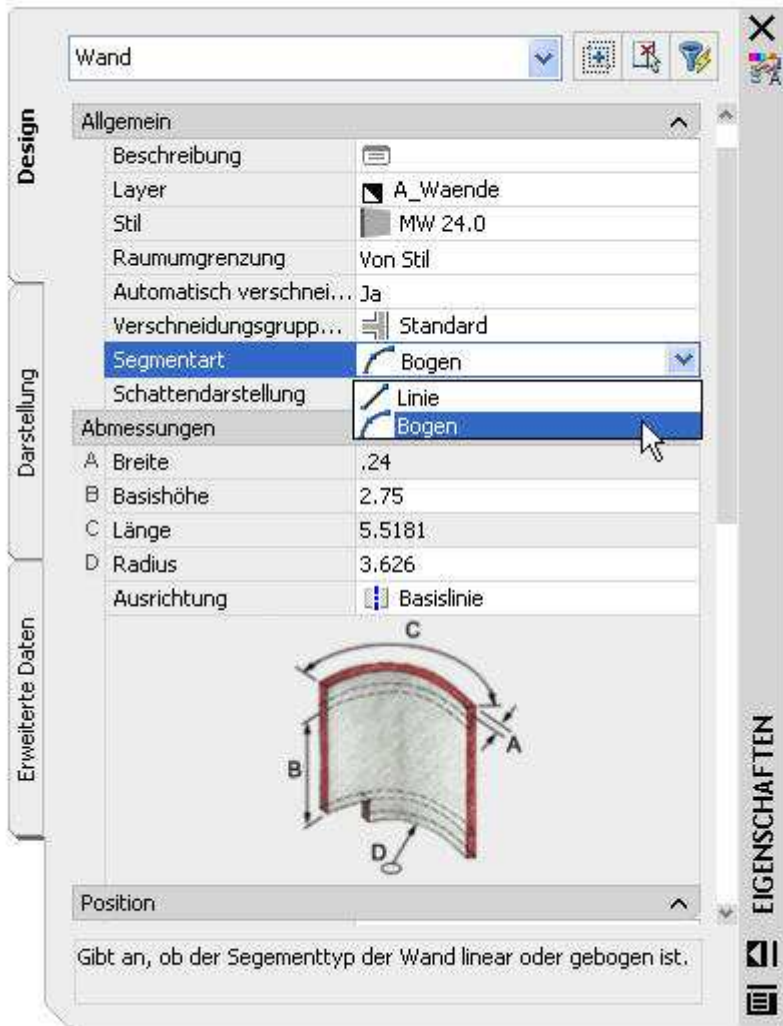 Wand
Design
Darstellung
Erweiterte Daten
EIGENSCHAFTEN
Allgemein
Beschreibung
Layer A_Waende
Stil MW 24.0
Raumumgrenzung Von Stil
Automatisch verschnei... Ja
Verschneidungsgrupp... Standard
Segmentart Bogen
Schattendarstellung Linie
Bogen
Abmessungen
A Breite .24
B Basishöhe 2.75
C Länge 5.5181
D Radius 3.626
Ausrichtung Basislinie
C
A
B
D
Position
Gibt an, ob der Segementtyp der Wand linear oder gebogen ist.